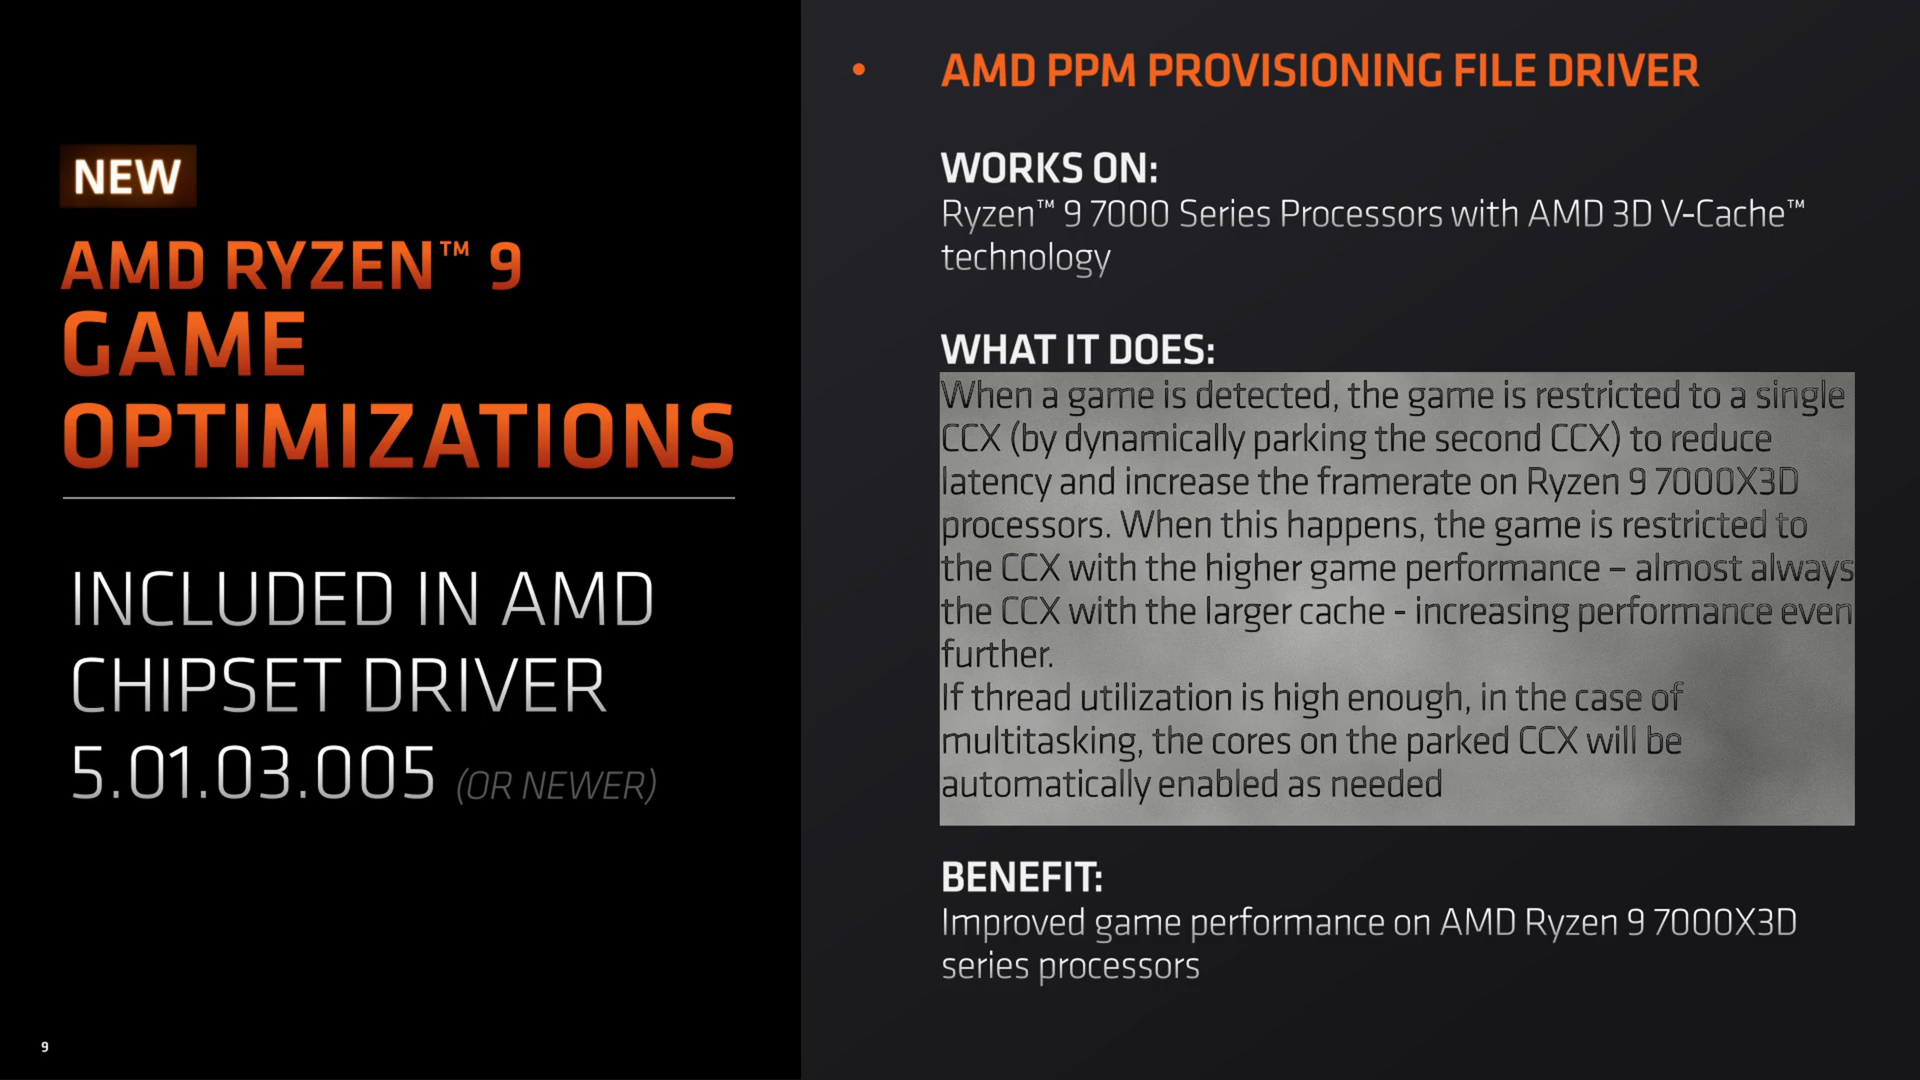 NEW
AMD RYZEN™ 9
GAME
OPTIMIZATIONS
INCLUDED IN AMD
CHIPSET DRIVER
5.01.03.005 (OR NEWER)
• AMD PPM PROVISIONING FILE DRIVER
WORKS ON:
Ryzen™ 9 7000 Series Processors with AMD 3D V-Cache™
technology
WHAT IT DOES:
When a game is detected, the game is restricted to a single
CCX (by dynamically parking the second CCX) to reduce
latency and increase the framerate on Ryzen 9 7000X3D
processors. When this happens, the game is restricted to
the CCX with the higher game performance – almost always
the CCX with the larger cache - increasing performance even
further.
If thread utilization is high enough, in the case of
multitasking, the cores on the parked CCX will be
automatically enabled as needed
BENEFIT:
Improved game performance on AMD Ryzen 9 7000X3D
series processors
9